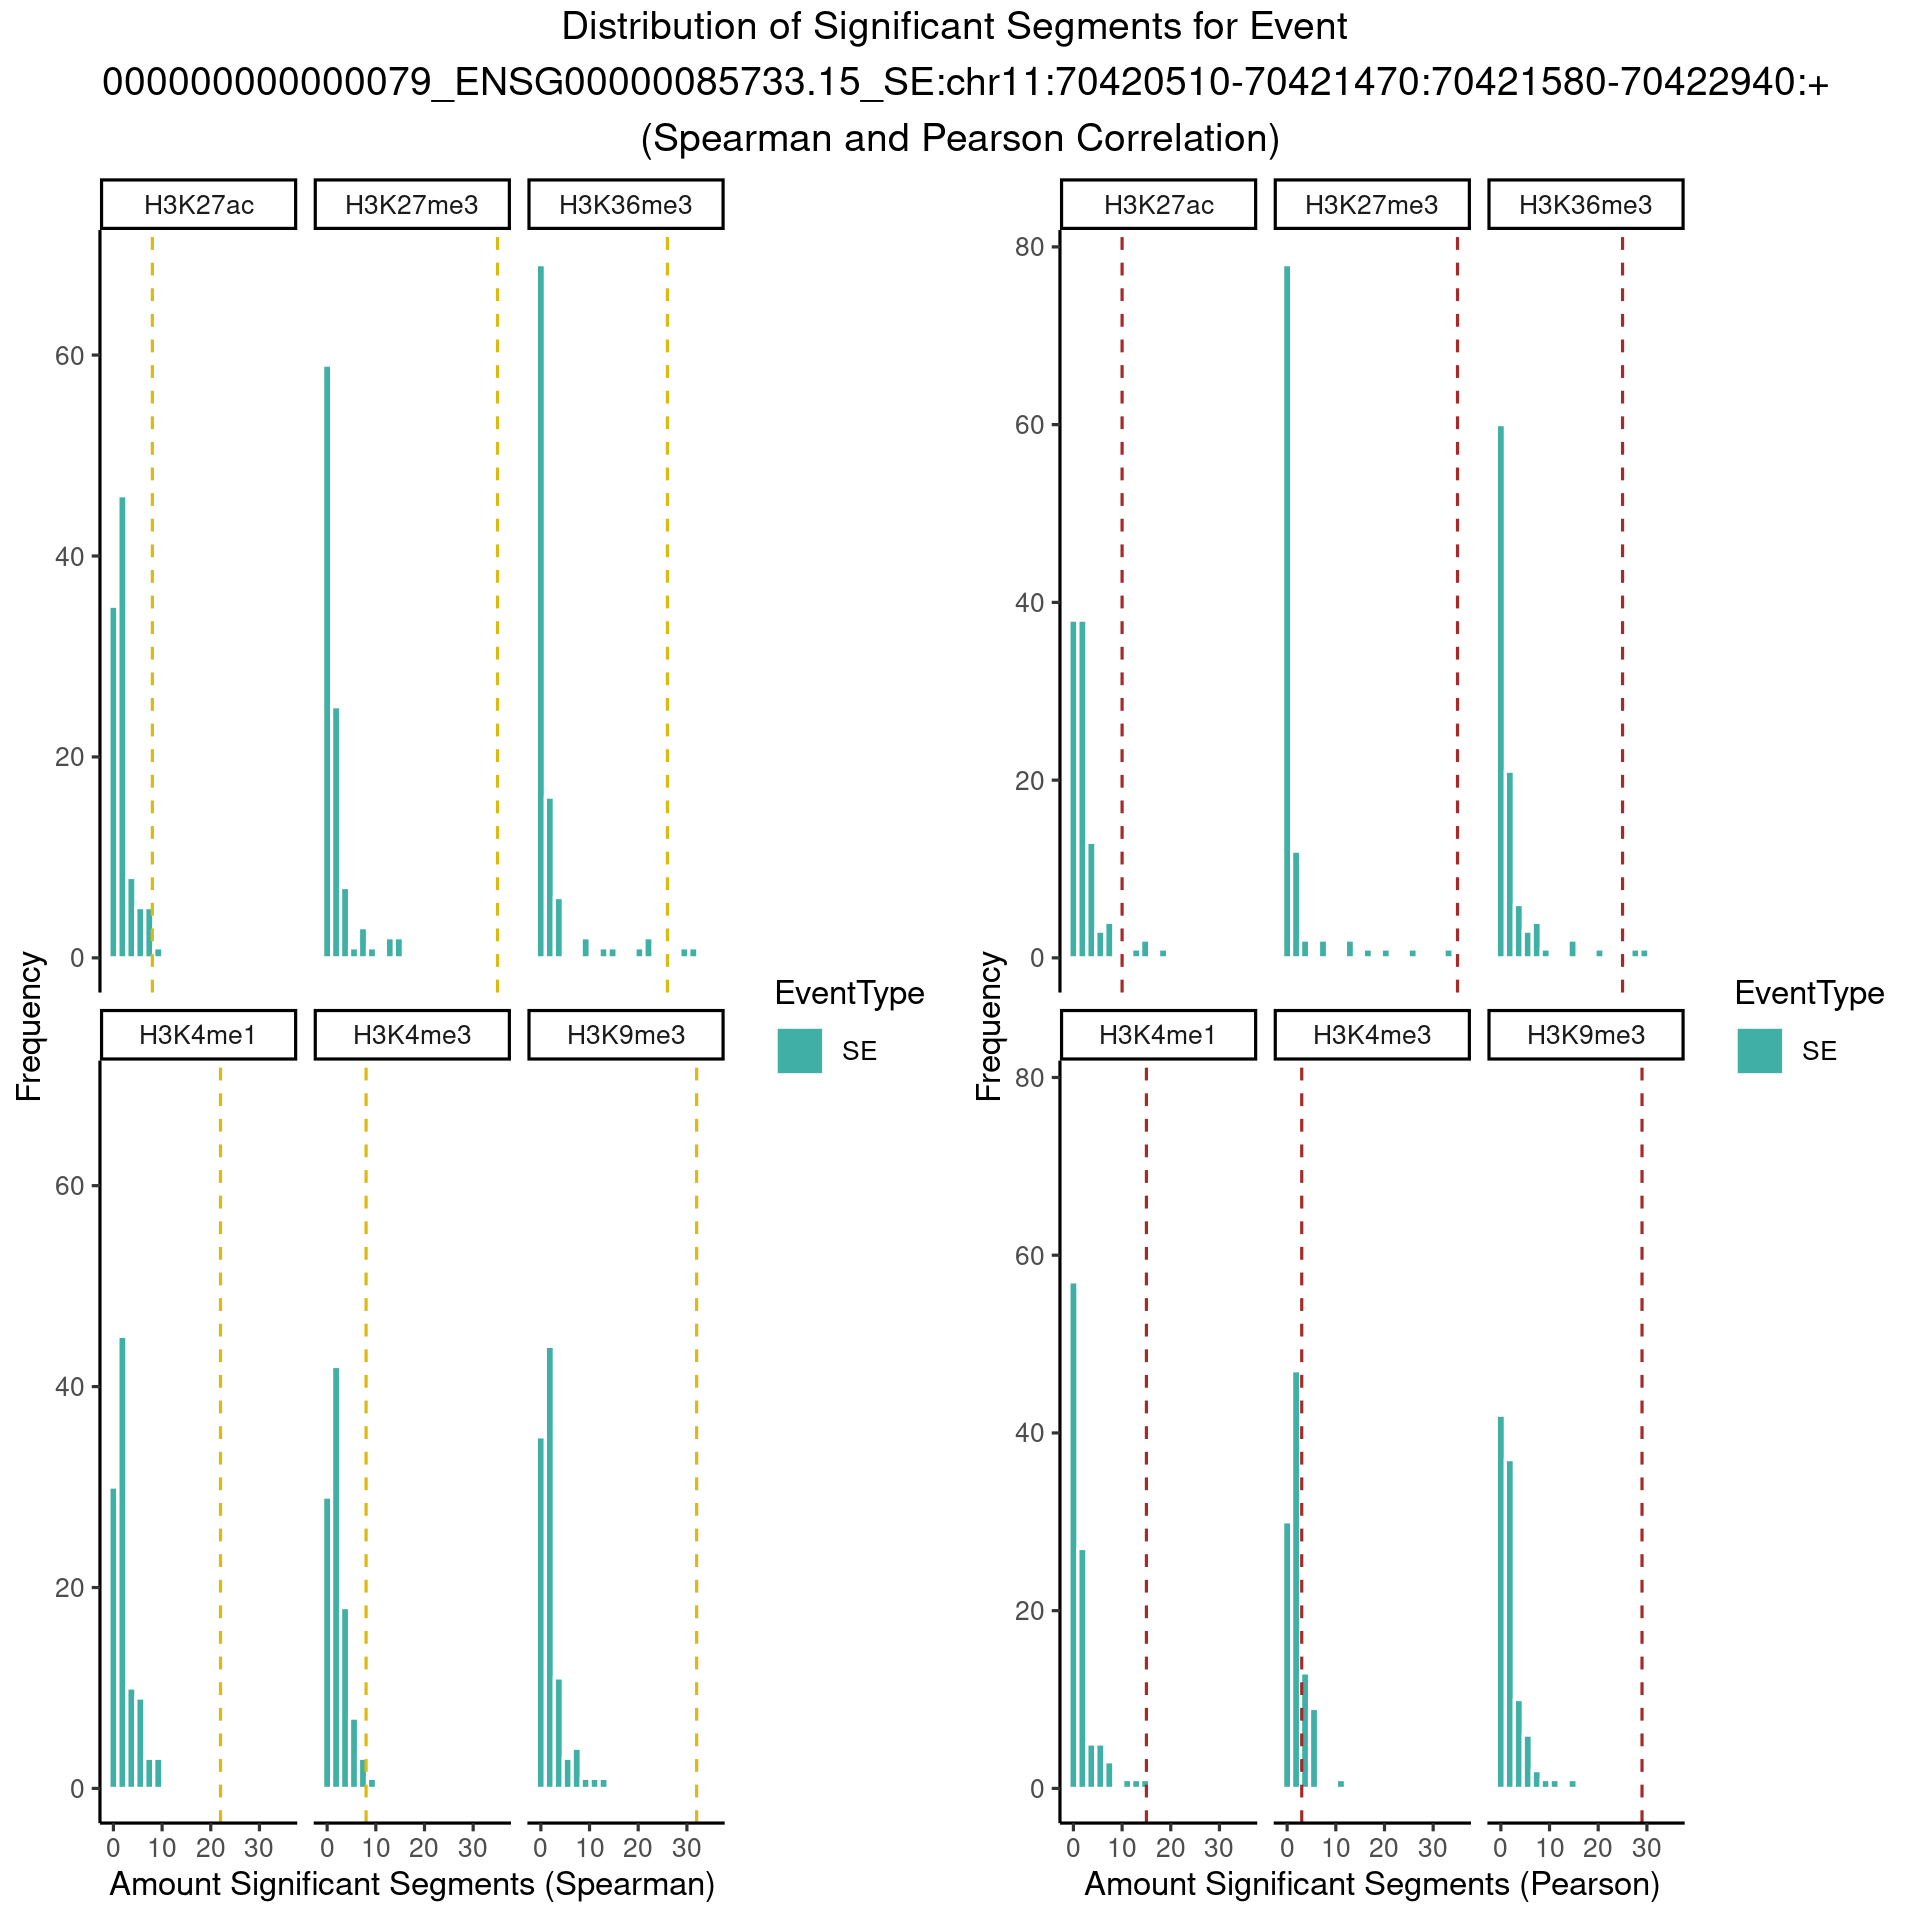 Distribution of Significant Segments for Event
000000000000079_ENSG00000085733.15_SE:chr11:70420510-70421470:70421580-70422940:+
(Spearman and Pearson Correlation)
H3K27ac H3K27me3 H3K36me3
60
40
20
0
H3K4me1 H3K4me3 H3K9me3
60
40
20
0
0 10 20 30 0 10 20 30 0 10 20 30
Frequency
Amount Significant Segments (Spearman)
EventType
SE
H3K27ac H3K27me3 H3K36me3
80
60
40
20
0
H3K4me1 H3K4me3 H3K9me3
80
60
40
20
0
0 10 20 30 0 10 20 30 0 10 20 30
Frequency
Amount Significant Segments (Pearson)
EventType
SE